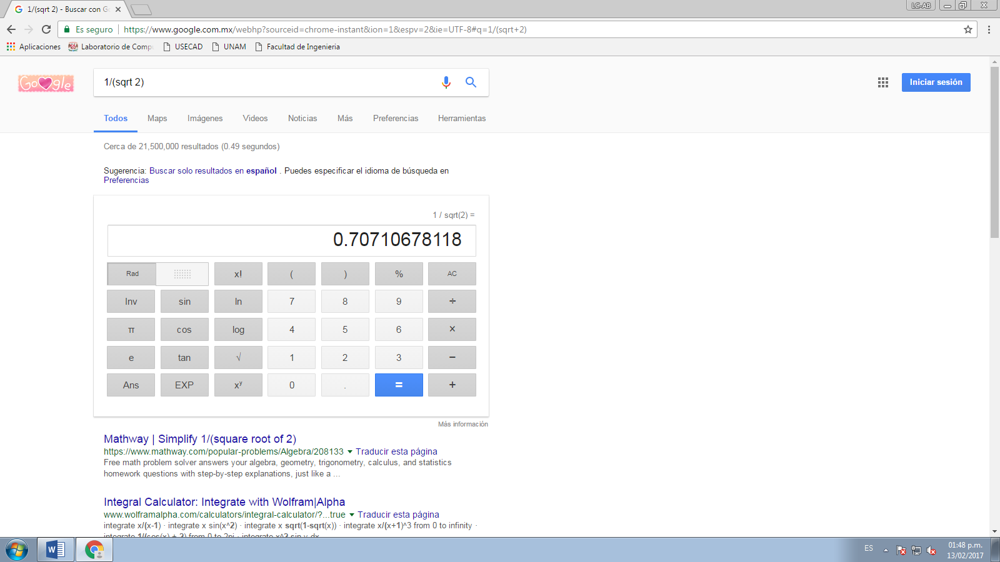 1/(sqrt 2) - Buscar con G
LC-AB
Es seguro
https://www.google.com.mx/webhp?sourceid=chrome-instant&ion=1&espv=2&ie=UTF-8#q=1/(sqrt+2)
Aplicaciones
Laboratorio de Comp
USECAD
UNAM
Facultad de Ingenieria
Google
1/(sqrt 2)
Iniciar sesión
Todos
Maps
Imágenes
Videos
Noticias
Más
Preferencias
Herramientas
Cerca de 21,500,000 resultados (0.49 segundos)
Sugerencia: Buscar solo resultados en español . Puedes especificar el idioma de búsqueda en
Preferencias
1 / sqrt(2) =
0.70710678118
Rad x! ( ) % AC
Inv sin ln 7 8 9 ÷
π cos log 4 5 6 ×
e tan √ 1 2 3 −
Ans EXP xʸ 0 . = +
Más información
Mathway | Simplify 1/(square root of 2)
https://www.mathway.com/popular-problems/Algebra/208133 Traducir esta página
Free math problem solver answers your algebra, geometry, trigonometry, calculus, and statistics
homework questions with step-by-step explanations, just like a ...
Integral Calculator: Integrate with Wolfram|Alpha
www.wolframalpha.com/calculators/integral-calculator/?...true Traducir esta página
integrate x/(x-1) · integrate x sin(x^2) · integrate x sqrt(1-sqrt(x)) · integrate x/(x+1)^3 from 0 to infinity ·
integrate 1/(cos(x) + 2) from 0 to 2pi · integrate x^2 sin y dx
ES
01:48 p.m.
13/02/2017